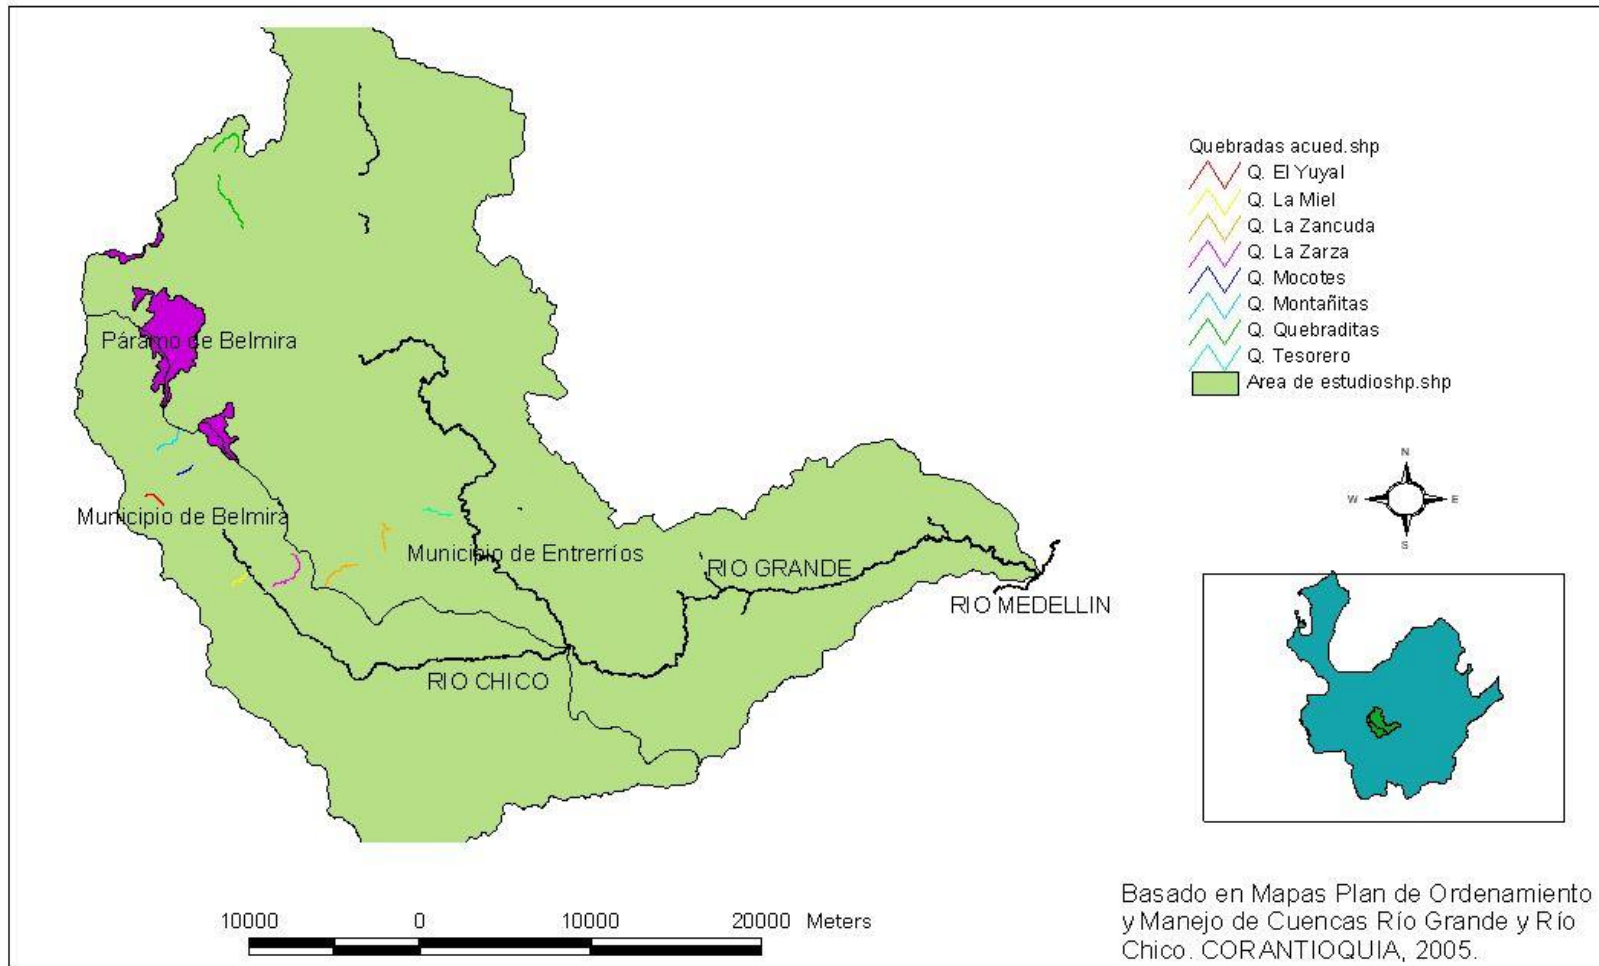 Quebradas acued.shp
Q. El Yuyal
Q. La Miel
Q. La Zancuda
Q. La Zarza
Q. Mocotes
Q. Montañitas
Q. Quebraditas
Q. Tesorero
Area de estudioshp.shp
Páramo de Belmira
Municipio de Belmira
Municipio de Entrerríos
RIO GRANDE
RIO MEDELLIN
RIO CHICO
N
W E
S
10000 0 10000 20000 Meters
Basado en Mapas Plan de Ordenamiento
y Manejo de Cuencas Río Grande y Río
Chico. CORANTIOQUIA, 2005.